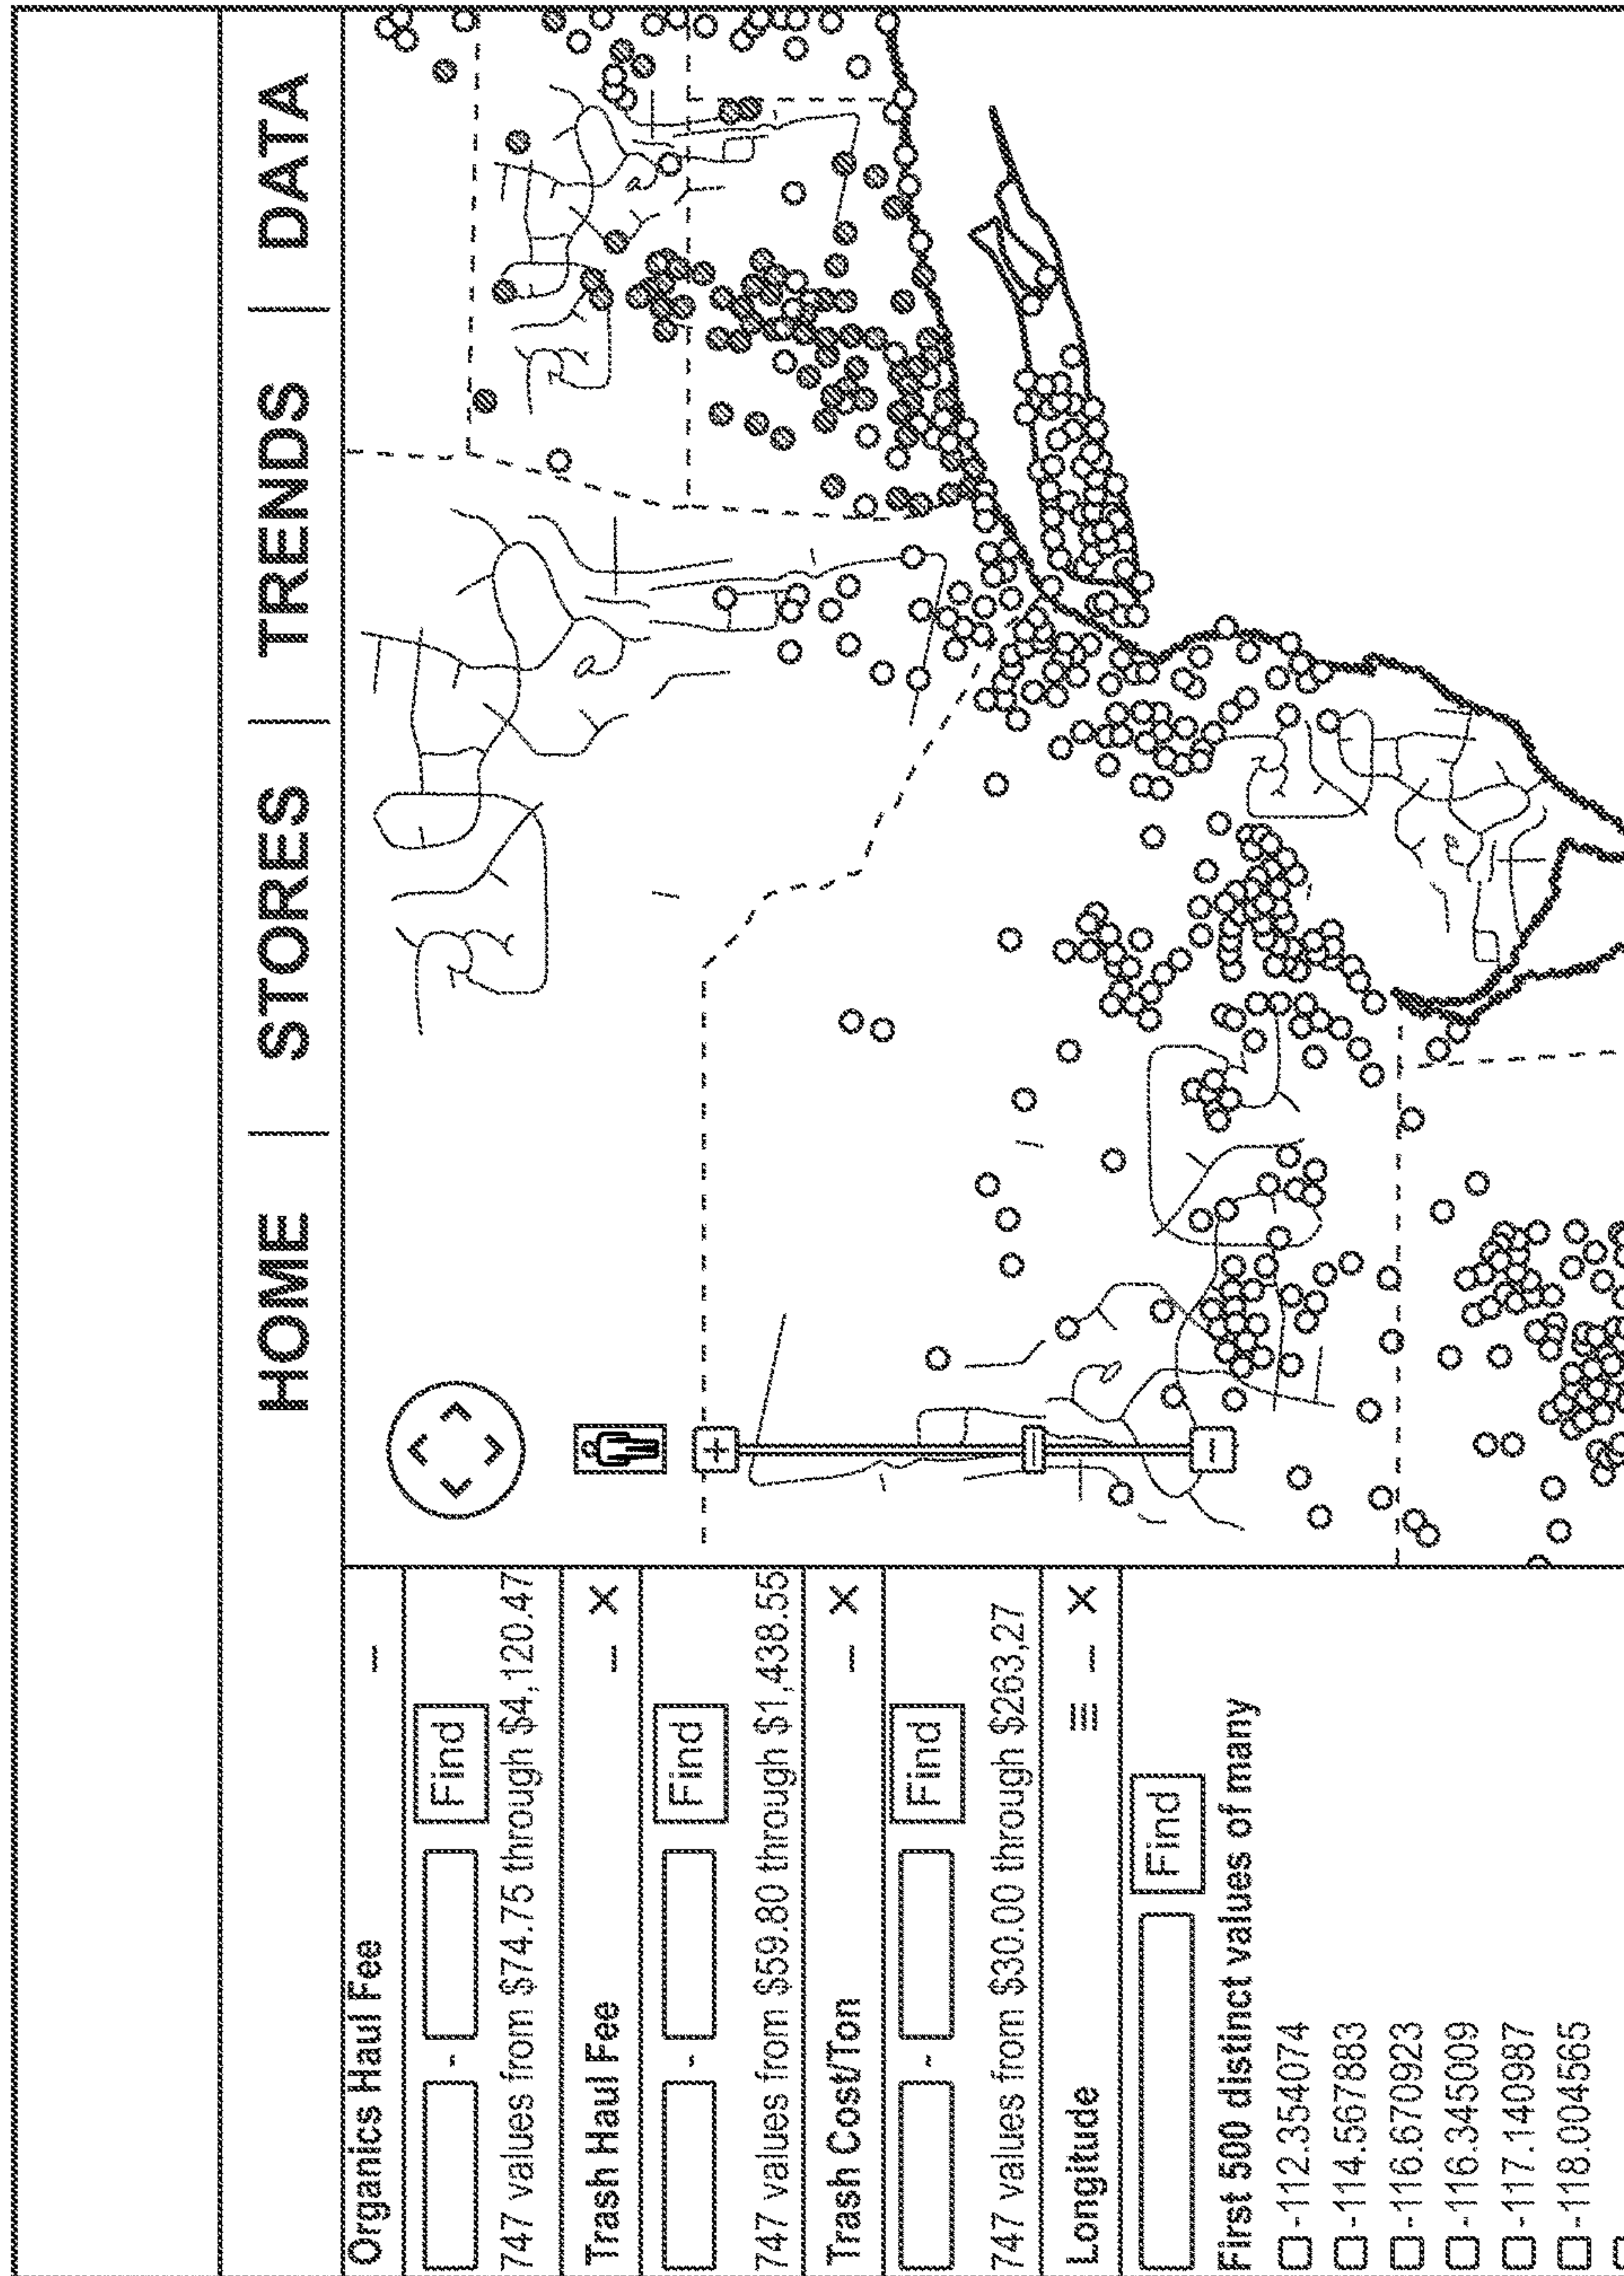 HOME | STORES | TRENDS | DATA
Organics Haul Fee –
- Find
747 values from $74.75 through $4,120.47
Trash Haul Fee – X
- Find
747 values from $59.80 through $1,438.55
Trash Cost/Ton – X
- Find
747 values from $30.00 through $263,27
Longitude ≡ – X
Find
First 500 distinct values of many
-112.354074
-114.567883
-116.670923
-116.345009
-117.140987
-118.004565
+
–